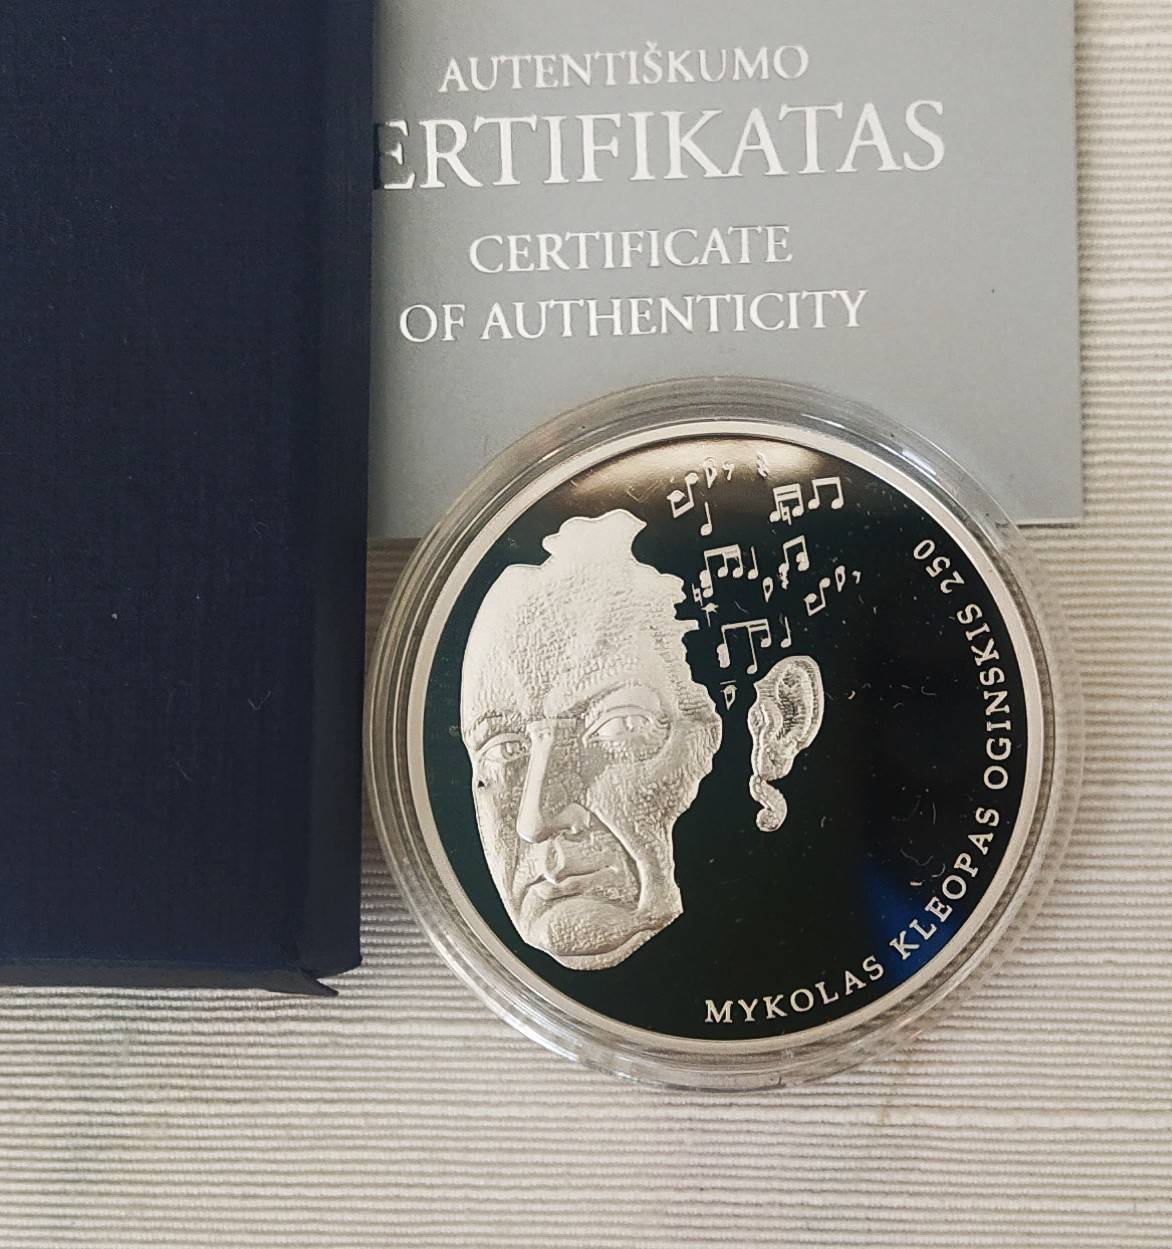 AUTENTIŠKUMO
ERTIFIKATAS
CERTIFICATE
OF AUTHENTICITY
MYKOLAS KLEOPAS OGINSKIS 250